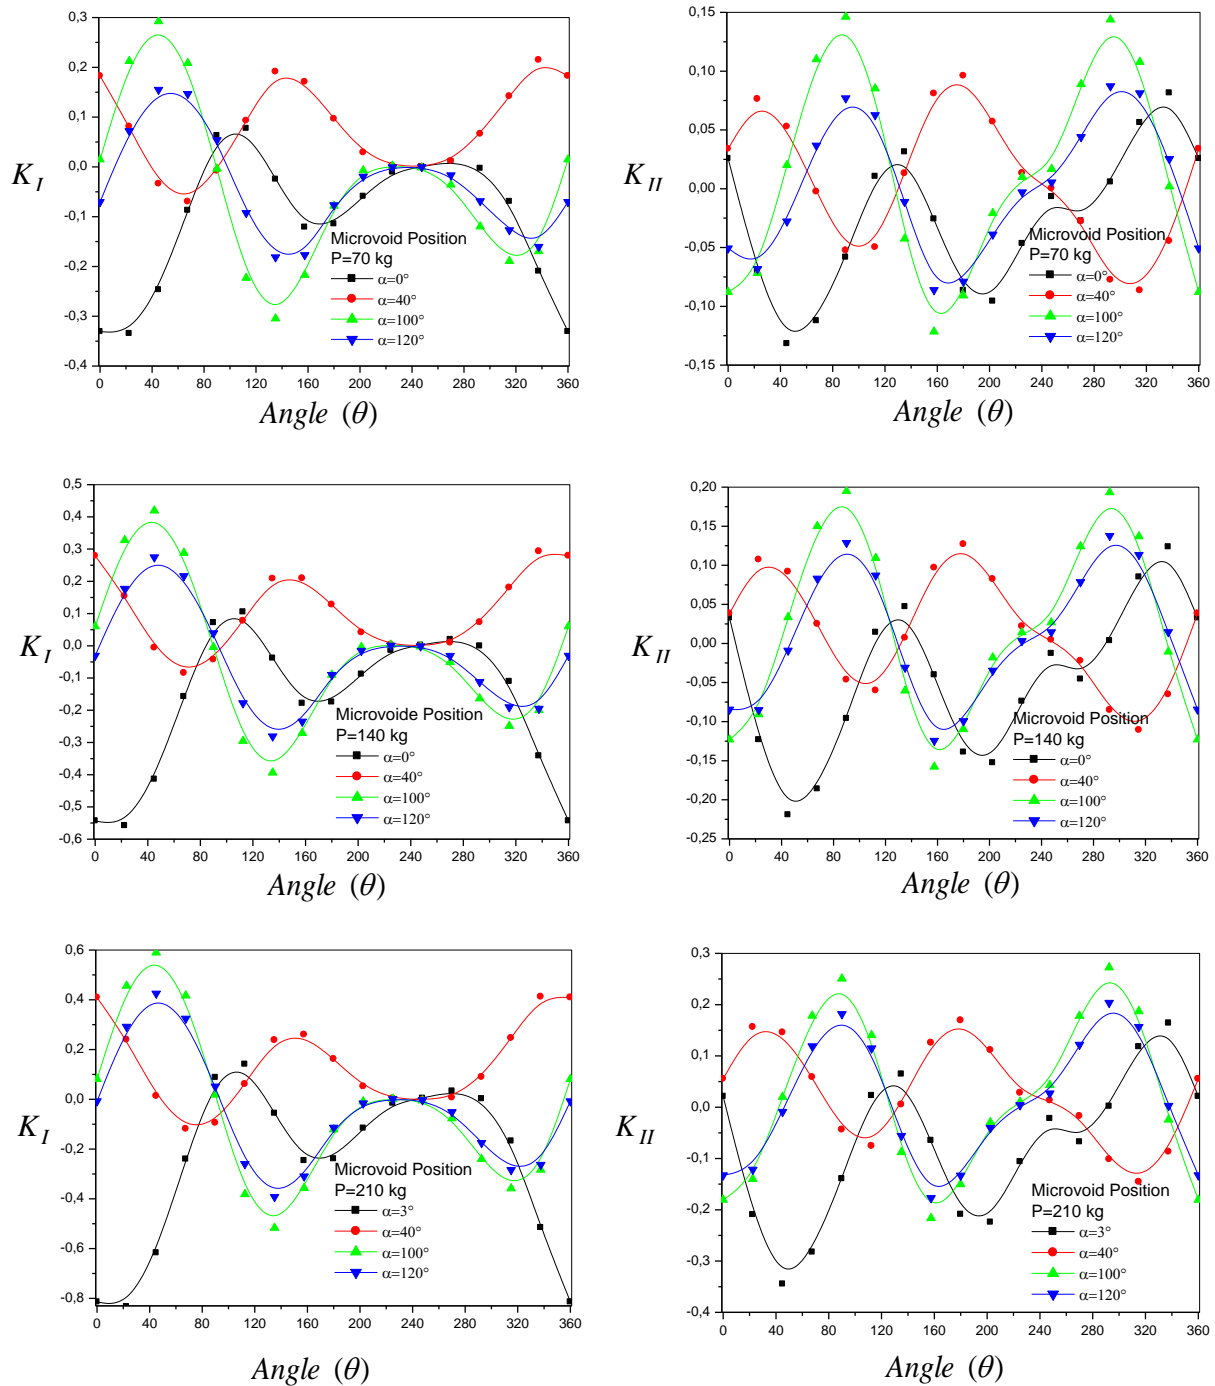 0,3
0,2
0,1
0,0
-0,1
-0,2
-0,3
-0,4
K_I
Microvoid Position
P=70 kg
α=0°
α=40°
α=100°
α=120°
0 40 80 120 160 200 240 280 320 360
Angle (θ)
0,15
0,10
0,05
0,00
-0,05
-0,10
-0,15
K_II
Microvoid Position
P=70 kg
α=0°
α=40°
α=100°
α=120°
0 40 80 120 160 200 240 280 320 360
Angle (θ)
0,5
0,4
0,3
0,2
0,1
0,0
-0,1
-0,2
-0,3
-0,4
-0,5
-0,6
K_I
Microvoide Position
P=140 kg
α=0°
α=40°
α=100°
α=120°
0 40 80 120 160 200 240 280 320 360
Angle (θ)
0,20
0,15
0,10
0,05
0,00
-0,05
-0,10
-0,15
-0,20
-0,25
K_II
Microvoid Position
P=140 kg
α=0°
α=40°
α=100°
α=120°
0 40 80 120 160 200 240 280 320 360
Angle (θ)
0,6
0,4
0,2
0,0
-0,2
-0,4
-0,6
-0,8
K_I
Microvoid Position
P=210 kg
α=3°
α=40°
α=100°
α=120°
0 40 80 120 160 200 240 280 320 360
Angle (θ)
0,3
0,2
0,1
0,0
-0,1
-0,2
-0,3
-0,4
K_II
Microvoid Position
P=210 kg
α=3°
α=40°
α=100°
α=120°
0 40 80 120 160 200 240 280 320 360
Angle (θ)